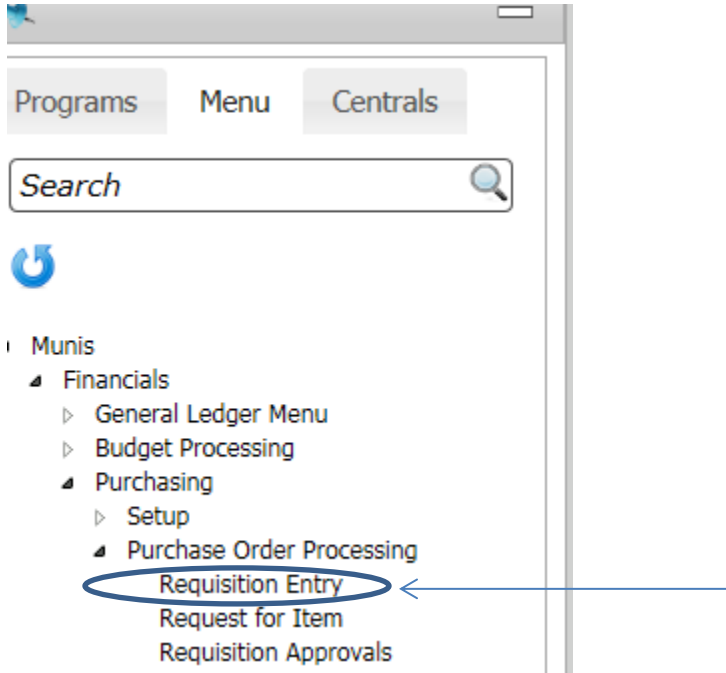 Programs Menu Centrals
Search
Munis
Financials
General Ledger Menu
Budget Processing
Purchasing
Setup
Purchase Order Processing
Requisition Entry
Request for Item
Requisition Approvals